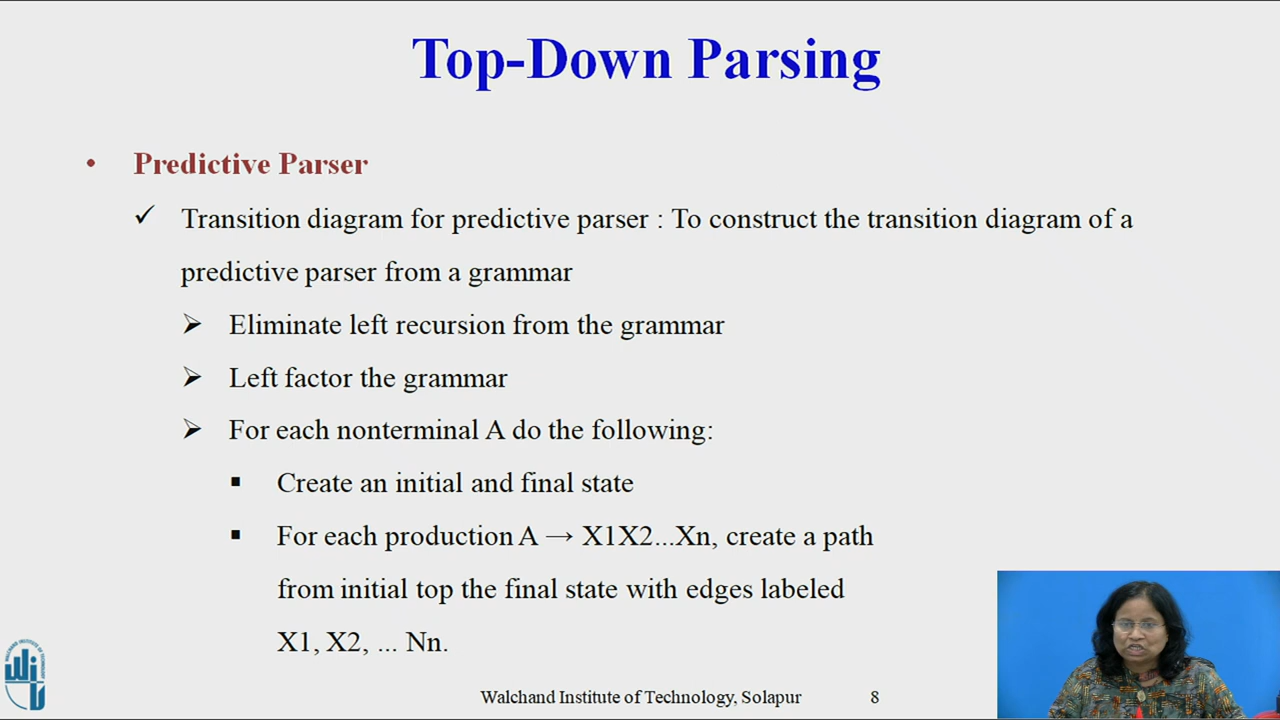 Top-Down Parsing
• Predictive Parser
✓ Transition diagram for predictive parser : To construct the transition diagram of a
predictive parser from a grammar
➢ Eliminate left recursion from the grammar
➢ Left factor the grammar
➢ For each nonterminal A do the following:
▪ Create an initial and final state
▪ For each production A → X1X2...Xn, create a path
from initial top the final state with edges labeled
X1, X2, ... Nn.
Walchand Institute of Technology, Solapur 8